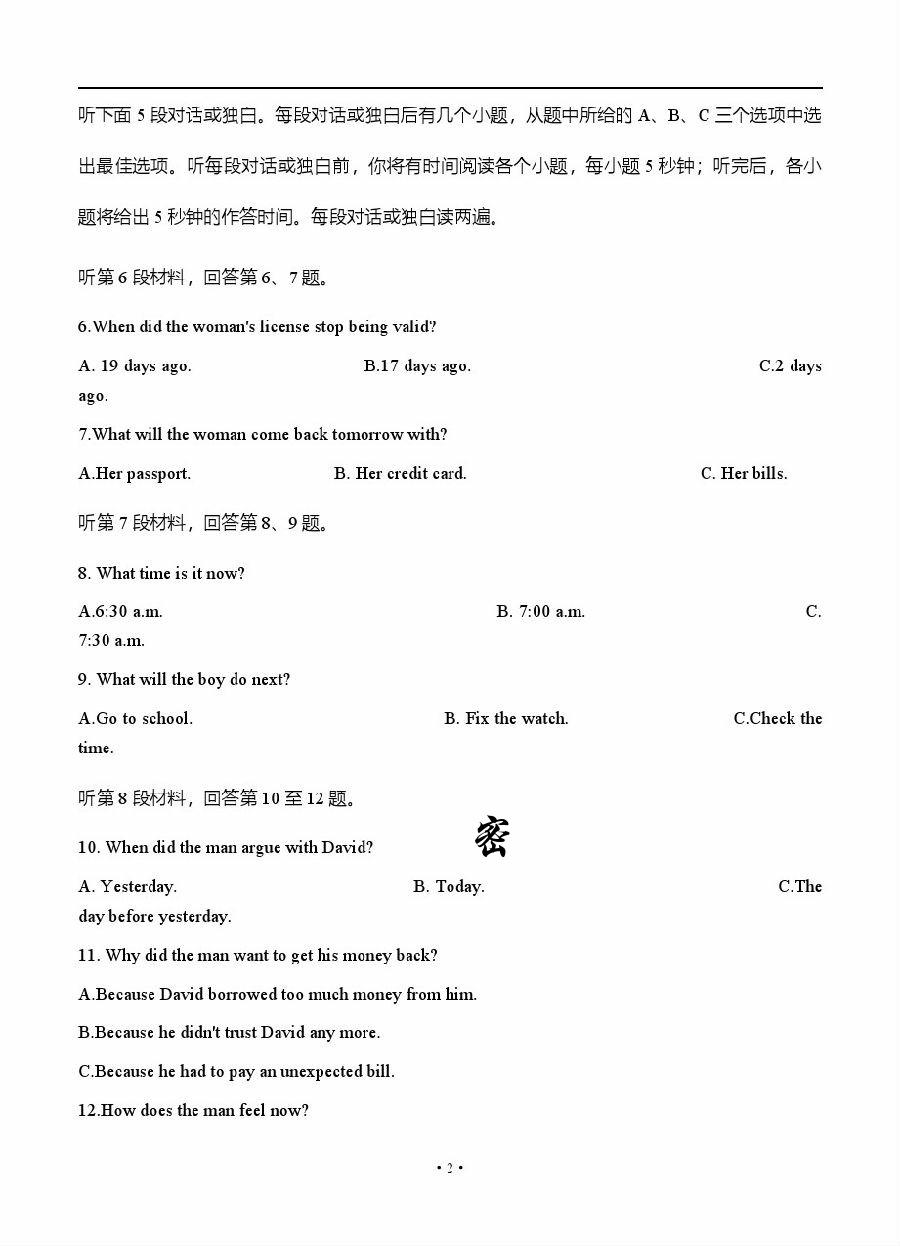 听下面 5 段对话或独白。每段对话或独白后有几个小题，从题中所给的 A、B、C 三个选项中选
出最佳选项。听每段对话或独白前，你将有时间阅读各个小题，每小题 5 秒钟；听完后，各小
题将给出 5 秒钟的作答时间。每段对话或独白读两遍。
听第 6 段材料，回答第 6、7 题。
6.When did the woman's license stop being valid?
A. 19 days ago. B.17 days ago. C.2 days
ago.
7.What will the woman come back tomorrow with?
A.Her passport. B. Her credit card. C. Her bills.
听第 7 段材料，回答第 8、9 题。
8. What time is it now?
A.6:30 a.m. B. 7:00 a.m. C.
7:30 a.m.
9. What will the boy do next?
A.Go to school. B. Fix the watch. C.Check the
time.
听第 8 段材料，回答第 10 至 12 题。
密
10. When did the man argue with David?
A. Yesterday. B. Today. C.The
day before yesterday.
11. Why did the man want to get his money back?
A.Because David borrowed too much money from him.
B.Because he didn't trust David any more.
C.Because he had to pay an unexpected bill.
12.How does the man feel now?
• 2 •